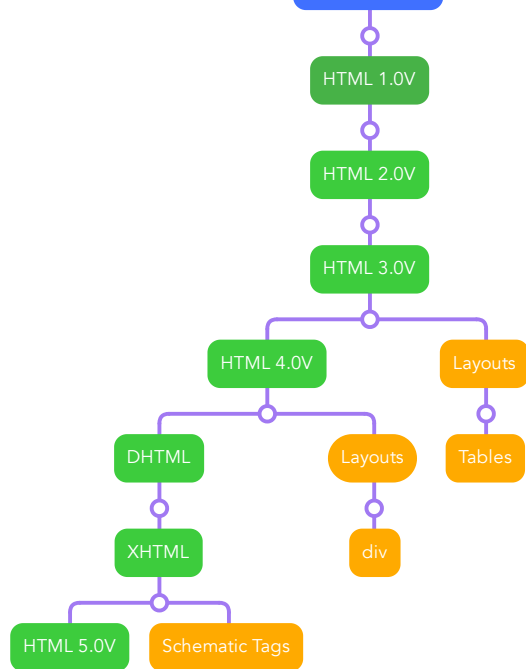 HTML 1.0V
HTML 2.0V
HTML 3.0V
HTML 4.0V
Layouts
DHTML
Layouts
Tables
XHTML
div
HTML 5.0V
Schematic Tags